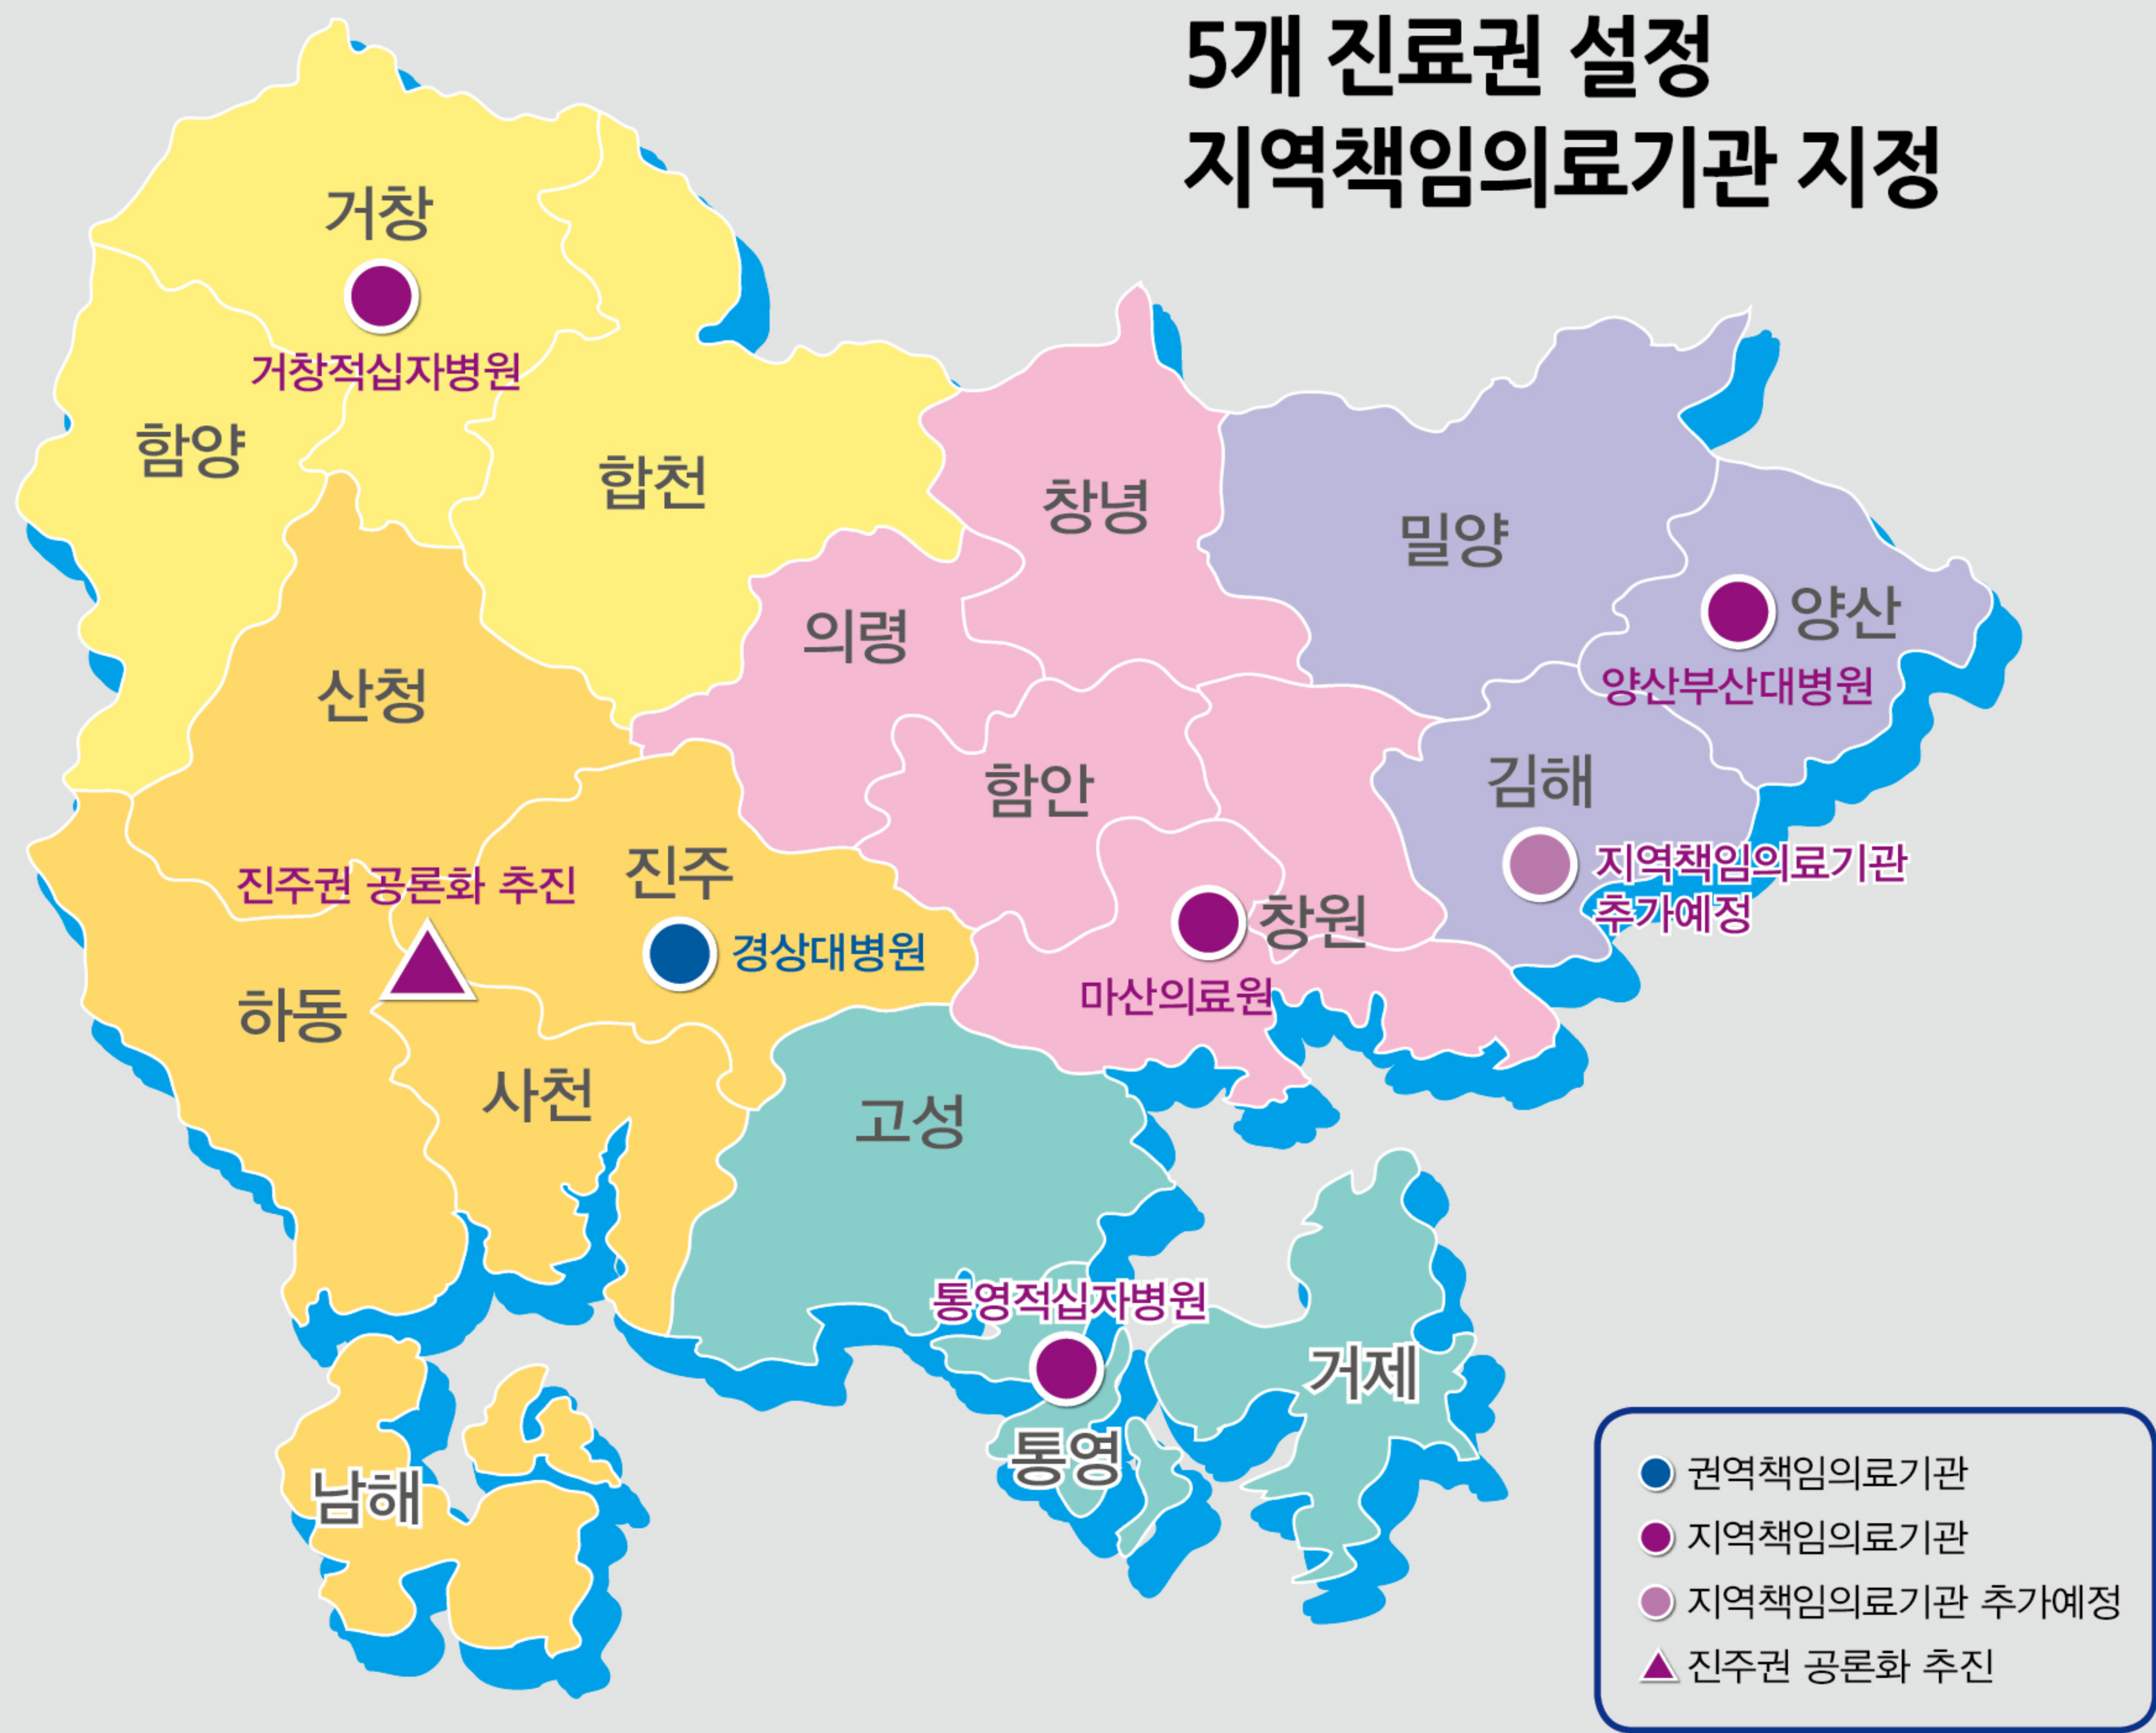 5개 진료권 설정
지역책임의료기관 지정
거창
거창적십자병원
함양
합천
창녕
밀양
양산
양산부산대병원
의령
산청
함안
김해
지역책임의료기관
추가예정
진주권 공론화 추진
진주
경상대병원
창원
마산의료원
하동
사천
고성
통영적십자병원
거제
통영
남해
권역책임의료기관
지역책임의료기관
지역책임의료기관 추가예정
진주권 공론화 추진